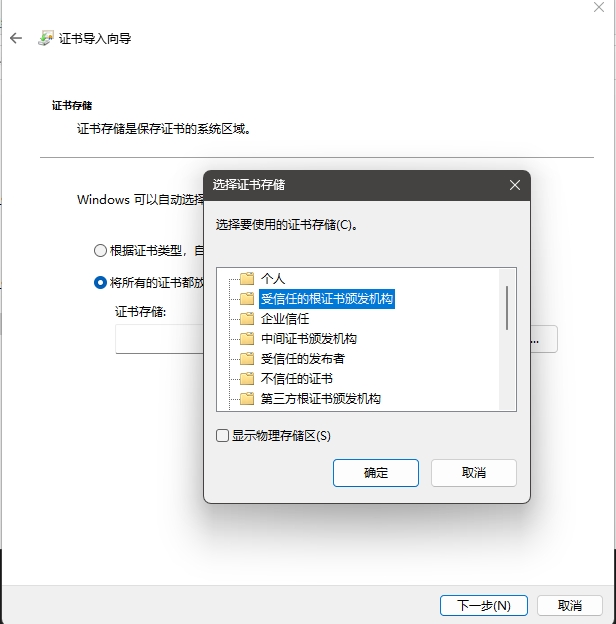 证书导入向导
证书存储
证书存储是保存证书的系统区域。
Windows 可以自动选择
根据证书类型，自
将所有的证书都放
证书存储:
...
选择证书存储
选择要使用的证书存储(C)。
个人
受信任的根证书颁发机构
企业信任
中间证书颁发机构
受信任的发布者
不信任的证书
第三方根证书颁发机构
显示物理存储区(S)
确定
取消
下一步(N)
取消